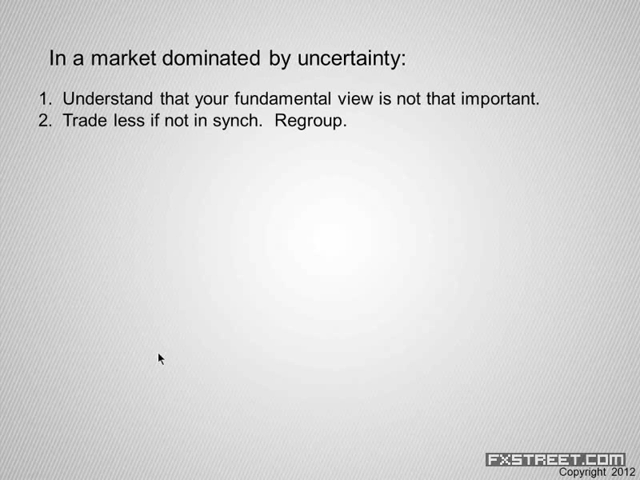 In a market dominated by uncertainty:
1. Understand that your fundamental view is not that important.
2. Trade less if not in synch.  Regroup.
FXSTREET.COM
Copyright 2012